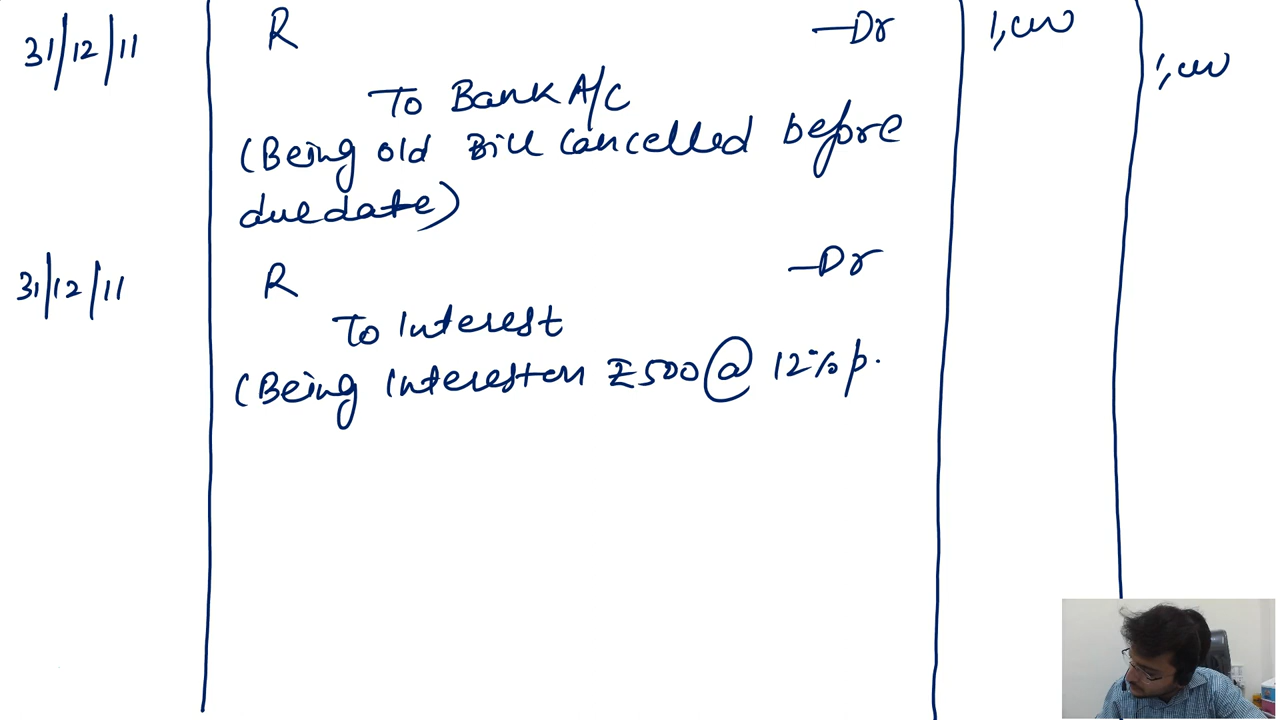 31/12/11 R —Dr 1,000
1,000
To Bank A/C
(Being old Bill Cancelled before
due date)
31/12/11 R —Dr
To Interest
(Being Interest on ₹500 @ 12% p.